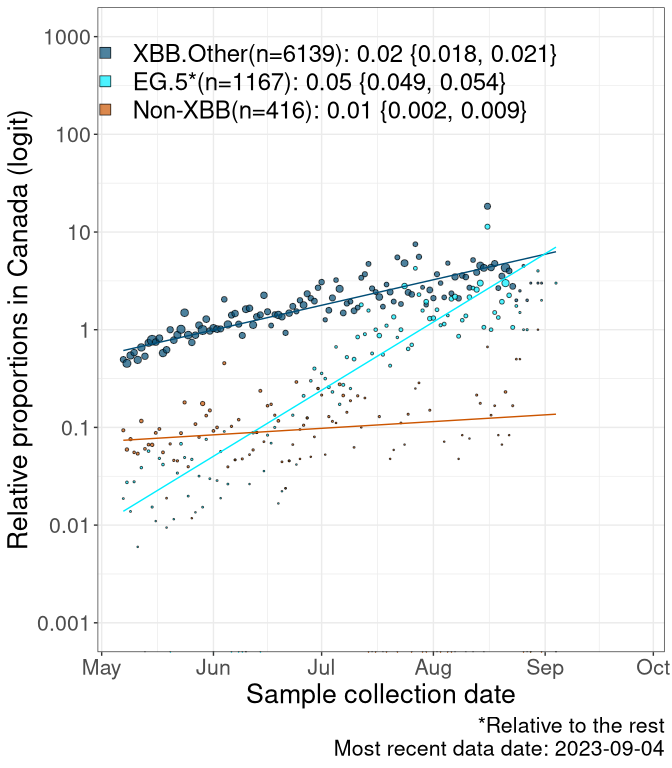 1000
100
10
1
0.1
0.01
0.001
Relative proportions in Canada (logit)
XBB.Other(n=6139): 0.02 {0.018, 0.021}
EG.5*(n=1167): 0.05 {0.049, 0.054}
Non-XBB(n=416): 0.01 {0.002, 0.009}
May Jun Jul Aug Sep Oct
Sample collection date
*Relative to the rest
Most recent data date: 2023-09-04